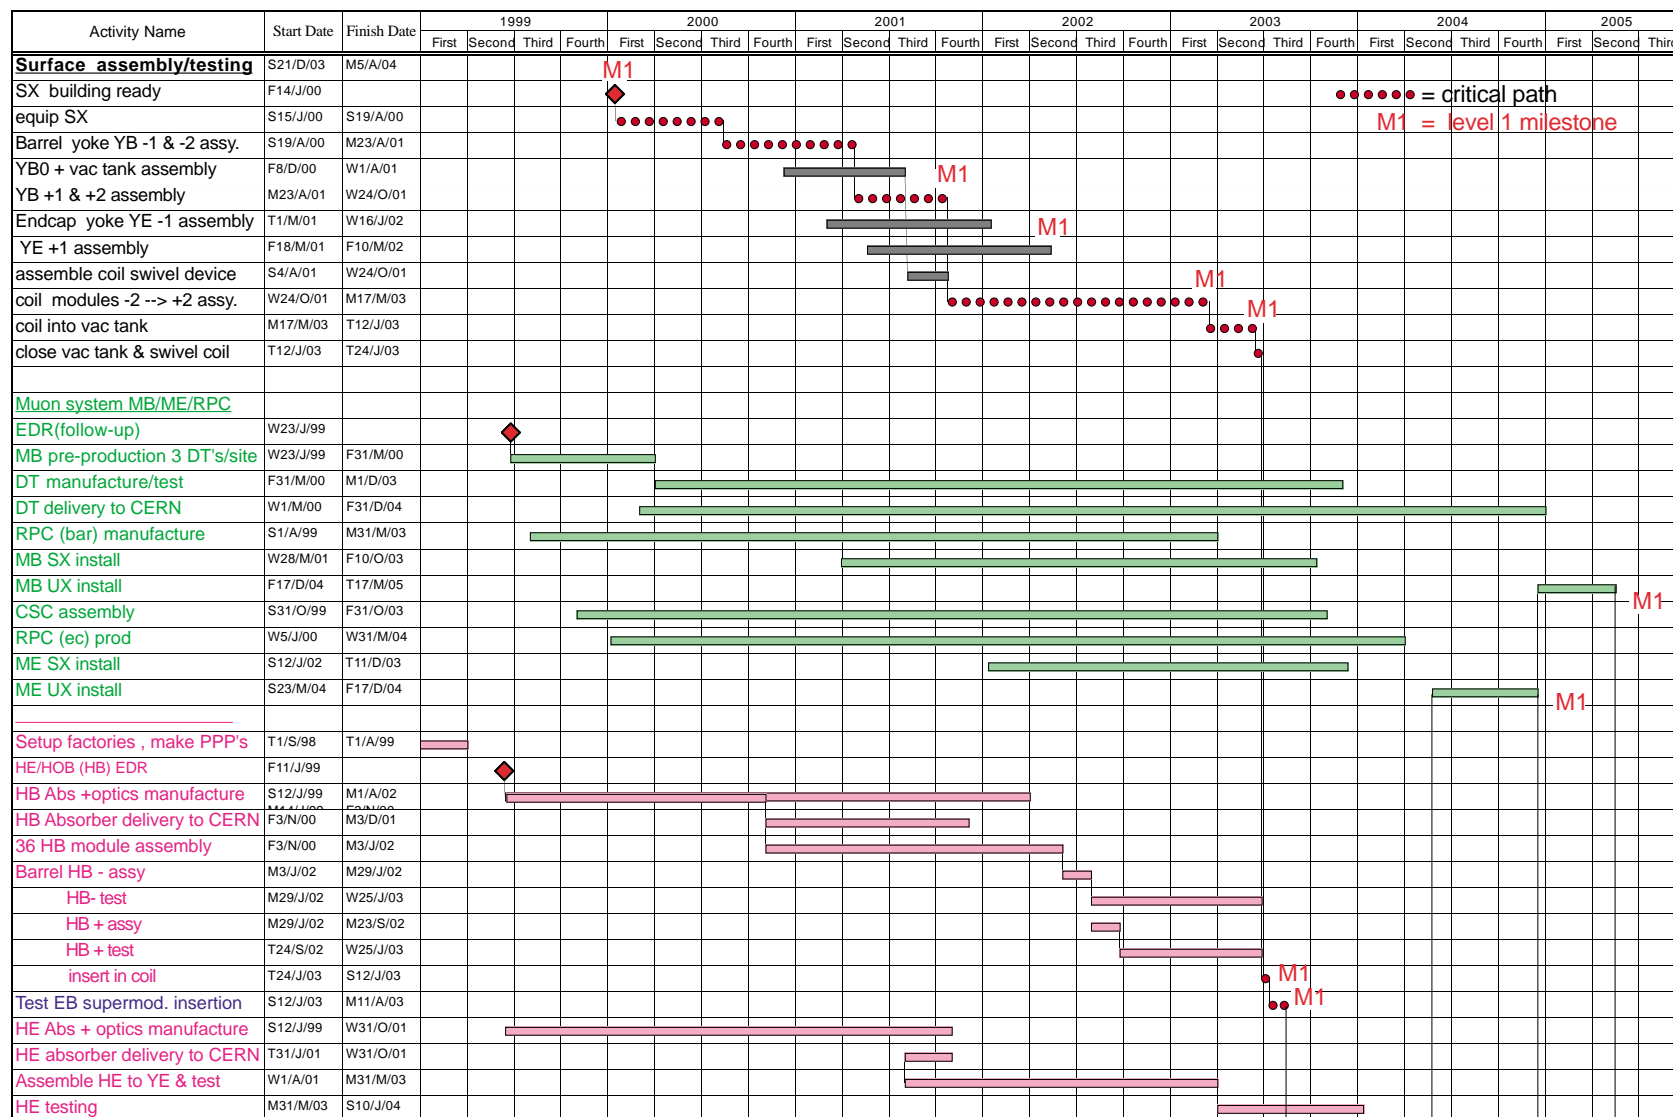 Activity Name Start Date Finish Date 1999 2000 2001 2002 2003 2004 2005
First Second Third Fourth First Second Third Fourth First Second Third Fourth First Second Third Fourth First Second Third Fourth First Second Third Fourth First Second Third
Surface assembly/testing S21/D/03 M5/A/04 M1
SX building ready F14/J/00 = critical path
equip SX S15/J/00 S19/A/00 M1 = level 1 milestone
Barrel yoke YB -1 & -2 assy. S19/A/00 M23/A/01
YB0 + vac tank assembly F8/D/00 W1/A/01 M1
YB +1 & +2 assembly M23/A/01 W24/O/01
Endcap yoke YE -1 assembly T1/M/01 W16/J/02 M1
YE +1 assembly F18/M/01 F10/M/02
assemble coil swivel device S4/A/01 W24/O/01 M1
coil modules -2 --> +2 assy. W24/O/01 M17/M/03 M1
coil into vac tank M17/M/03 T12/J/03
close vac tank & swivel coil T12/J/03 T24/J/03
Muon system MB/ME/RPC
EDR(follow-up) W23/J/99
MB pre-production 3 DT's/site W23/J/99 F31/M/00
DT manufacture/test F31/M/00 M1/D/03
DT delivery to CERN W1/M/00 F31/D/04
RPC (bar) manufacture S1/A/99 M31/M/03
MB SX install W28/M/01 F10/O/03
MB UX install F17/D/04 T17/M/05 M1
CSC assembly S31/O/99 F31/O/03
RPC (ec) prod W5/J/00 W31/M/04
ME SX install S12/J/02 T11/D/03
ME UX install S23/M/04 F17/D/04 M1
Setup factories , make PPP's T1/S/98 T1/A/99
HE/HOB (HB) EDR F11/J/99
HB Abs +optics manufacture S12/J/99 M1/A/02
HB Absorber delivery to CERN F3/N/00 M3/D/01
36 HB module assembly F3/N/00 M3/J/02
Barrel HB - assy M3/J/02 M29/J/02
HB- test M29/J/02 W25/J/03
HB + assy M29/J/02 M23/S/02
HB + test T24/S/02 W25/J/03
insert in coil T24/J/03 S12/J/03 M1
Test EB supermod. insertion S12/J/03 M11/A/03 M1
HE Abs + optics manufacture S12/J/99 W31/O/01
HE absorber delivery to CERN T31/J/01 W31/O/01
Assemble HE to YE & test W1/A/01 M31/M/03
HE testing M31/M/03 S10/J/04